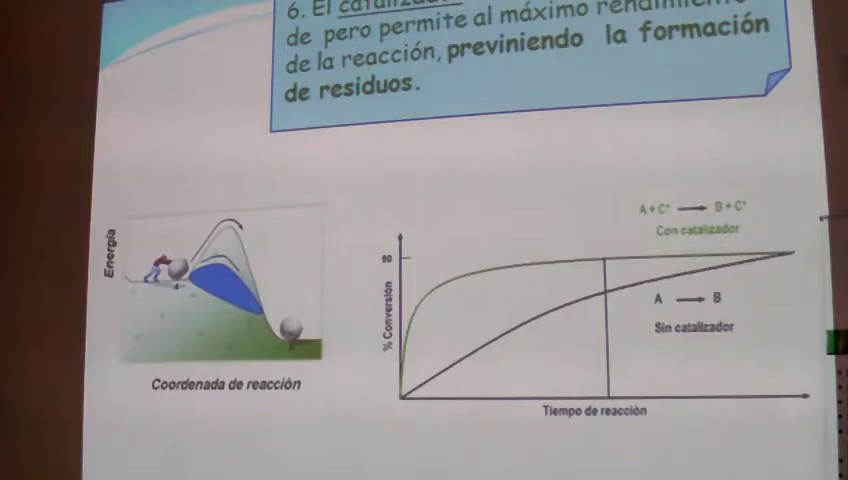 6. El
de pero permite al máximo
de la reacción, previniendo la formación
de residuos.
Energía
Coordenada de reacción
% Conversión
A + C* → B + C*
Con catalizador
A → B
Sin catalizador
Tiempo de reacción